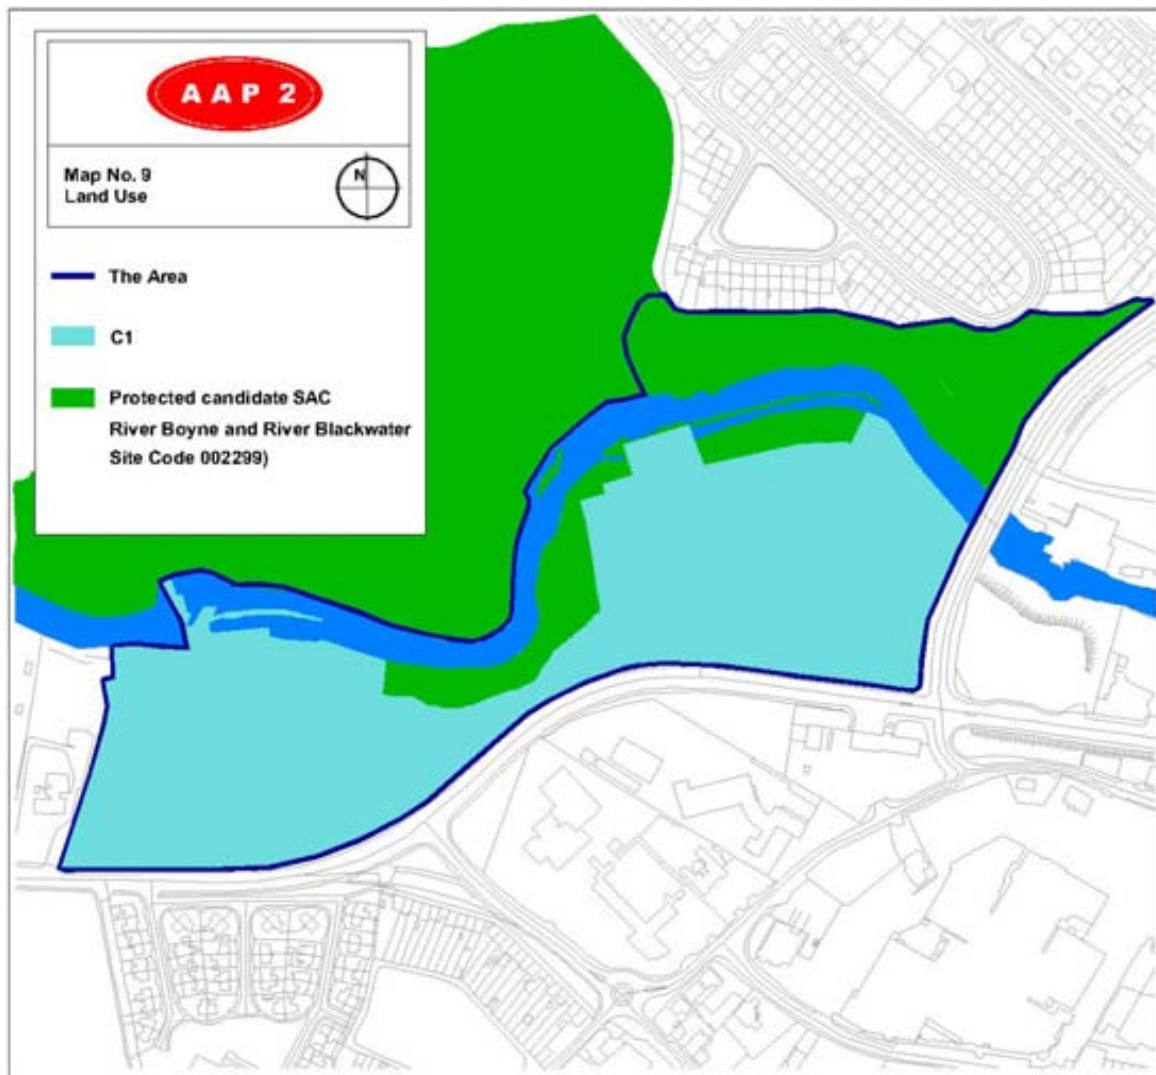 AAP 2
Map No. 9
Land Use
N
The Area
C1
Protected candidate SAC
River Boyne and River Blackwater
Site Code 002299)